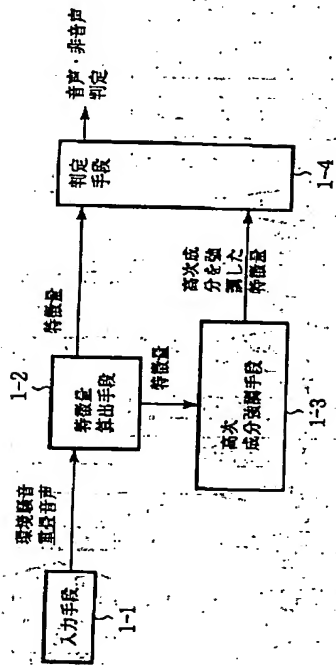 入力手段
1-1
環境騒音
重畳音声
1-2
特徴量
算出手段
特徴量
特徴量
高次
成分強調手段
1-3
高次成
分を強
調した
特徴量
判定
手段
1-4
音声・非音声
判定